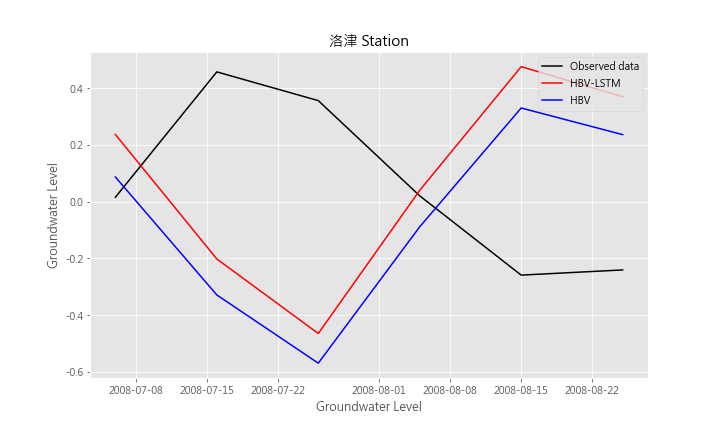 洛津 Station
Observed data
HBV-LSTM
HBV
Groundwater Level
0.4
0.2
0.0
-0.2
-0.4
-0.6
2008-07-08 2008-07-15 2008-07-22 2008-08-01 2008-08-08 2008-08-15 2008-08-22
Groundwater Level